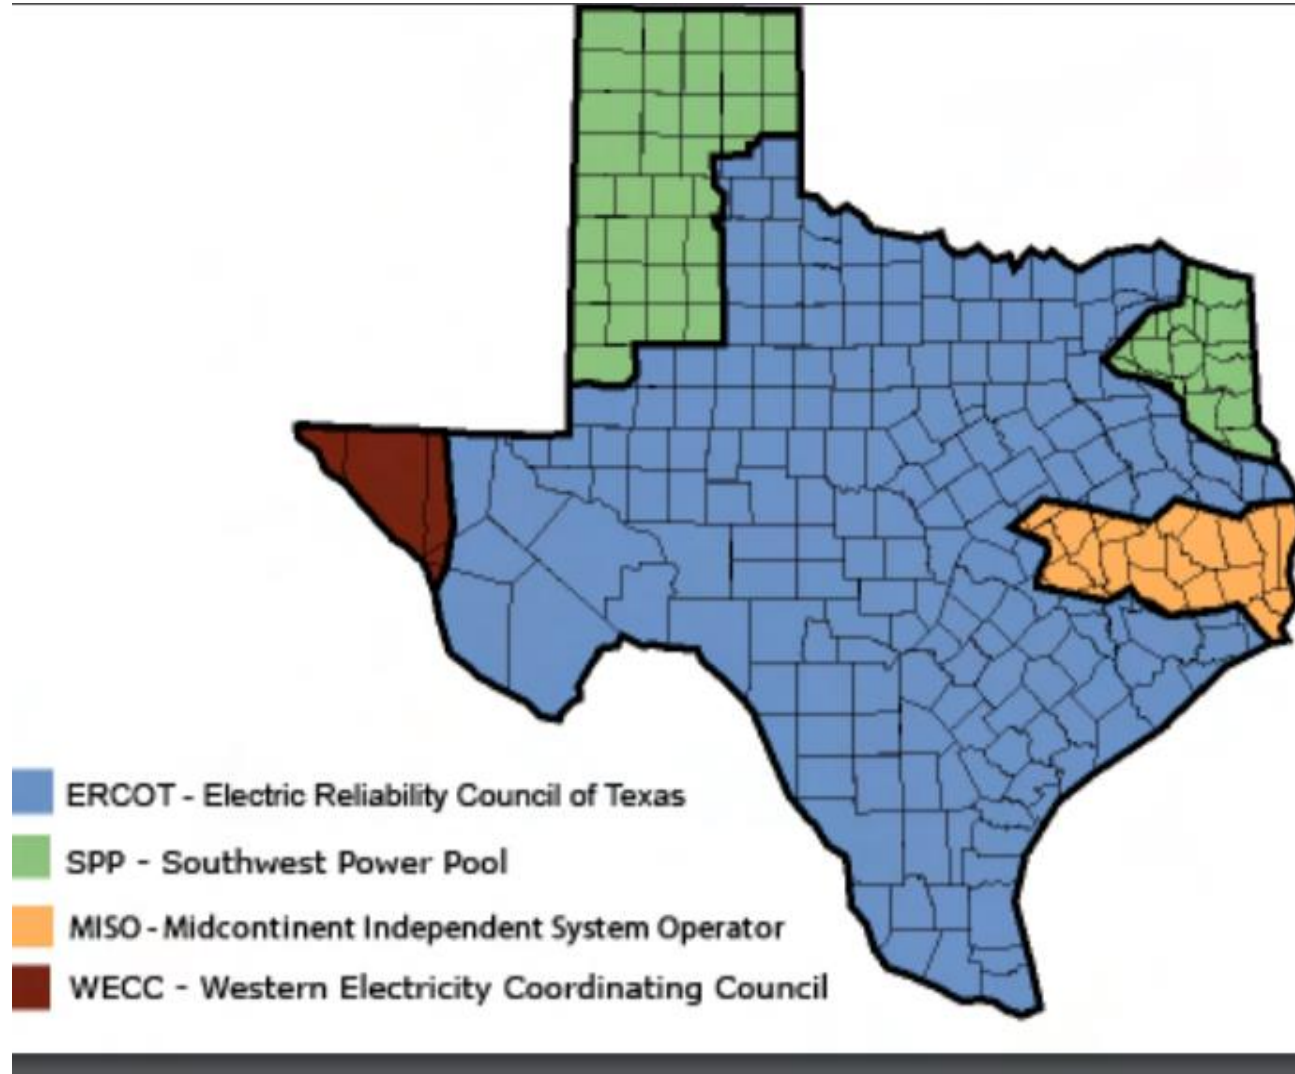 ERCOT - Electric Reliability Council of Texas
SPP - Southwest Power Pool
MISO - Midcontinent Independent System Operator
WECC - Western Electricity Coordinating Council